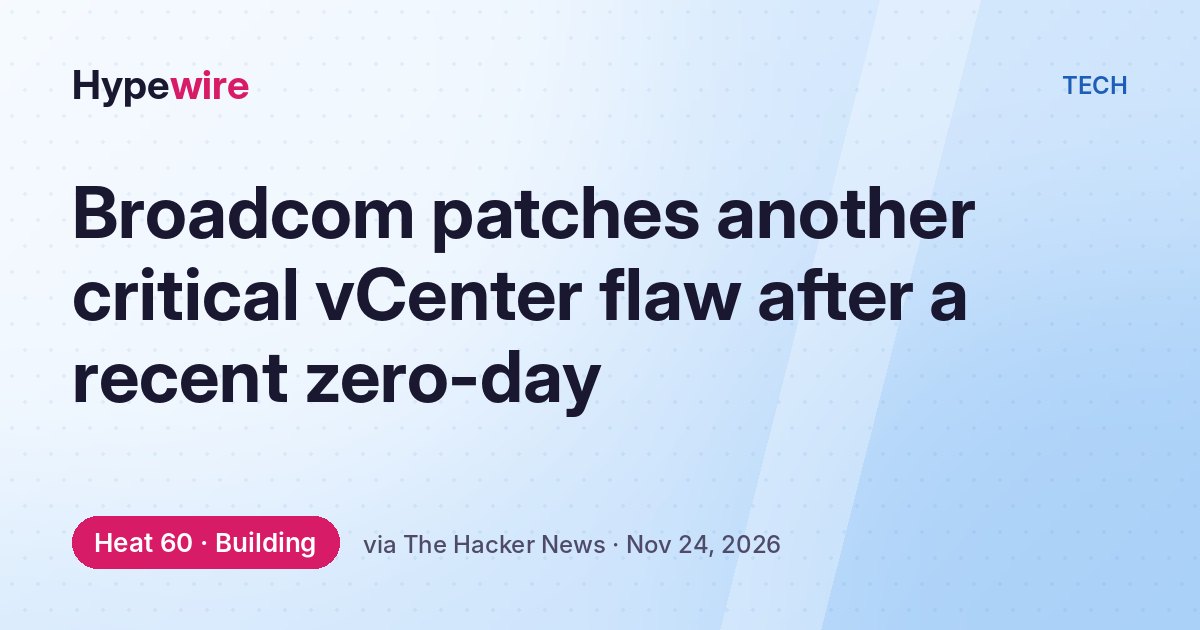 Hypewire
TECH
Broadcom patches another
critical vCenter flaw after a
recent zero-day
Heat 60 · Building
via The Hacker News · Nov 24, 2026